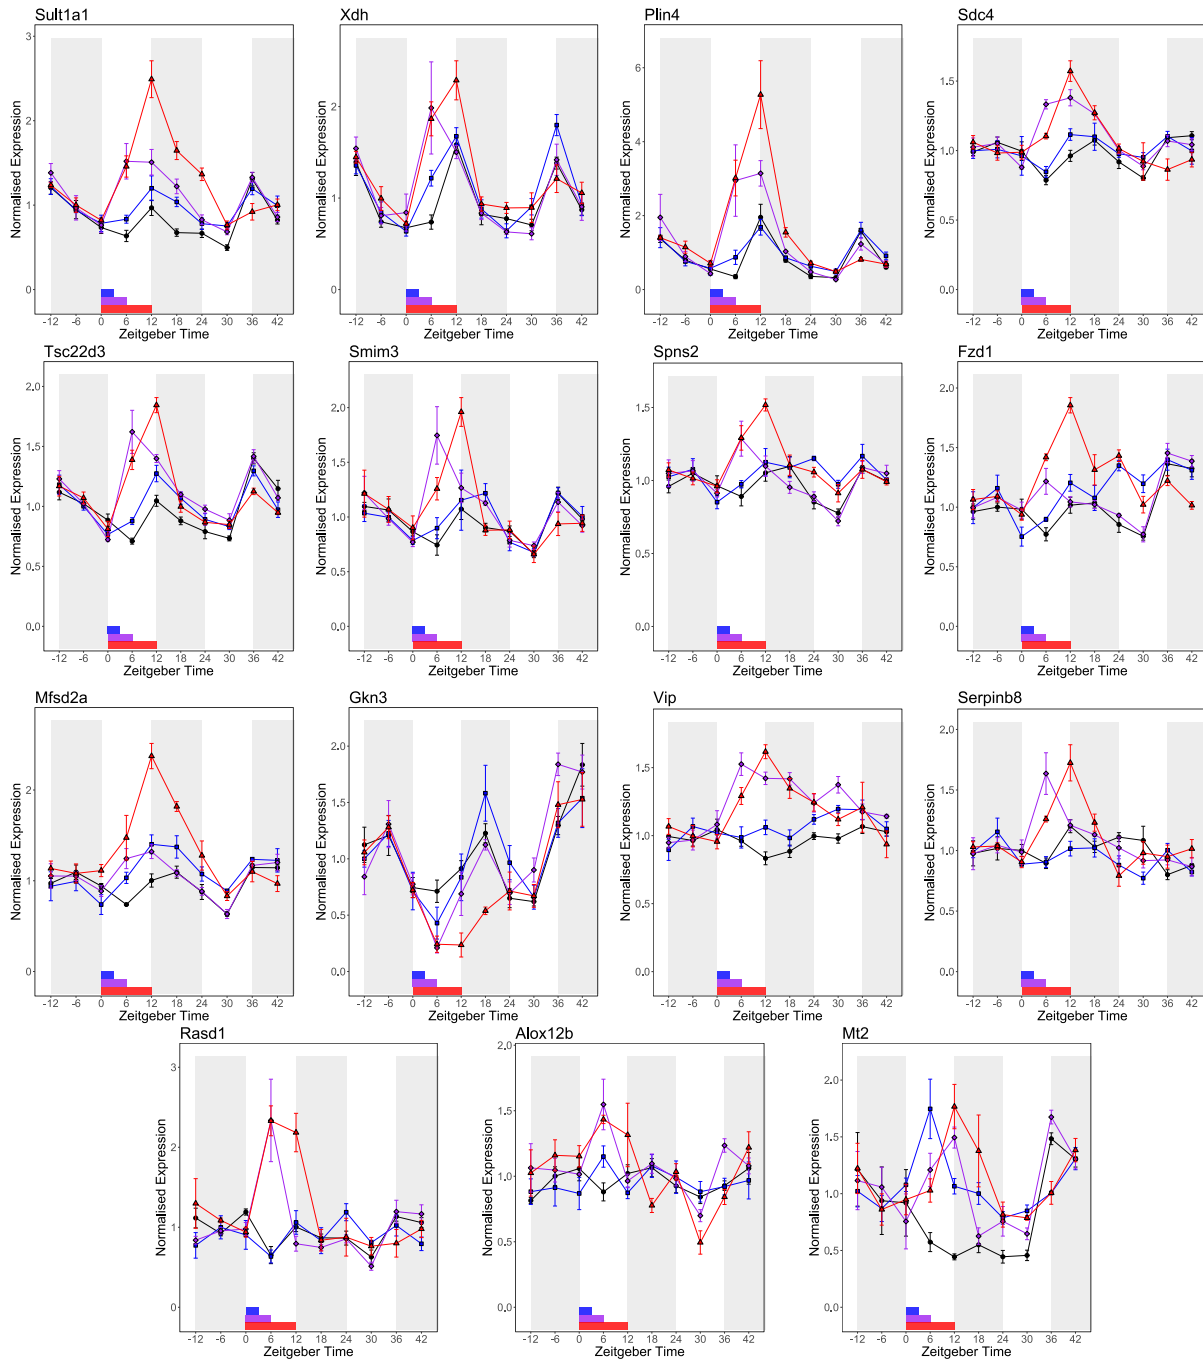 Sult1a1
Xdh
Plin4
Sdc4
Normalised Expression
3
2
1
0
-12 -6 0 6 12 18 24 30 36 42
Zeitgeber Time
Normalised Expression
2
1
0
-12 -6 0 6 12 18 24 30 36 42
Zeitgeber Time
Normalised Expression
6
4
2
0
-12 -6 0 6 12 18 24 30 36 42
Zeitgeber Time
Normalised Expression
1.5
1.0
0.5
0.0
-12 -6 0 6 12 18 24 30 36 42
Zeitgeber Time
Tsc22d3
Smim3
Spns2
Fzd1
Normalised Expression
2.0
1.5
1.0
0.5
0.0
-12 -6 0 6 12 18 24 30 36 42
Zeitgeber Time
Normalised Expression
2.0
1.5
1.0
0.5
0.0
-12 -6 0 6 12 18 24 30 36 42
Zeitgeber Time
Normalised Expression
1.5
1.0
0.5
0.0
-12 -6 0 6 12 18 24 30 36 42
Zeitgeber Time
Normalised Expression
2.0
1.5
1.0
0.5
0.0
-12 -6 0 6 12 18 24 30 36 42
Zeitgeber Time
Mfsd2a
Gkn3
Vip
Serpinb8
Normalised Expression
2
1
0
-12 -6 0 6 12 18 24 30 36 42
Zeitgeber Time
Normalised Expression
2.0
1.5
1.0
0.5
0.0
-12 -6 0 6 12 18 24 30 36 42
Zeitgeber Time
Normalised Expression
1.5
1.0
0.5
0.0
-12 -6 0 6 12 18 24 30 36 42
Zeitgeber Time
Normalised Expression
2.0
1.5
1.0
0.5
0.0
-12 -6 0 6 12 18 24 30 36 42
Zeitgeber Time
Rasd1
Alox12b
Mt2
Normalised Expression
3
2
1
0
-12 -6 0 6 12 18 24 30 36 42
Zeitgeber Time
Normalised Expression
2.0
1.5
1.0
0.5
0.0
-12 -6 0 6 12 18 24 30 36 42
Zeitgeber Time
Normalised Expression
2.0
1.5
1.0
0.5
0.0
-12 -6 0 6 12 18 24 30 36 42
Zeitgeber Time